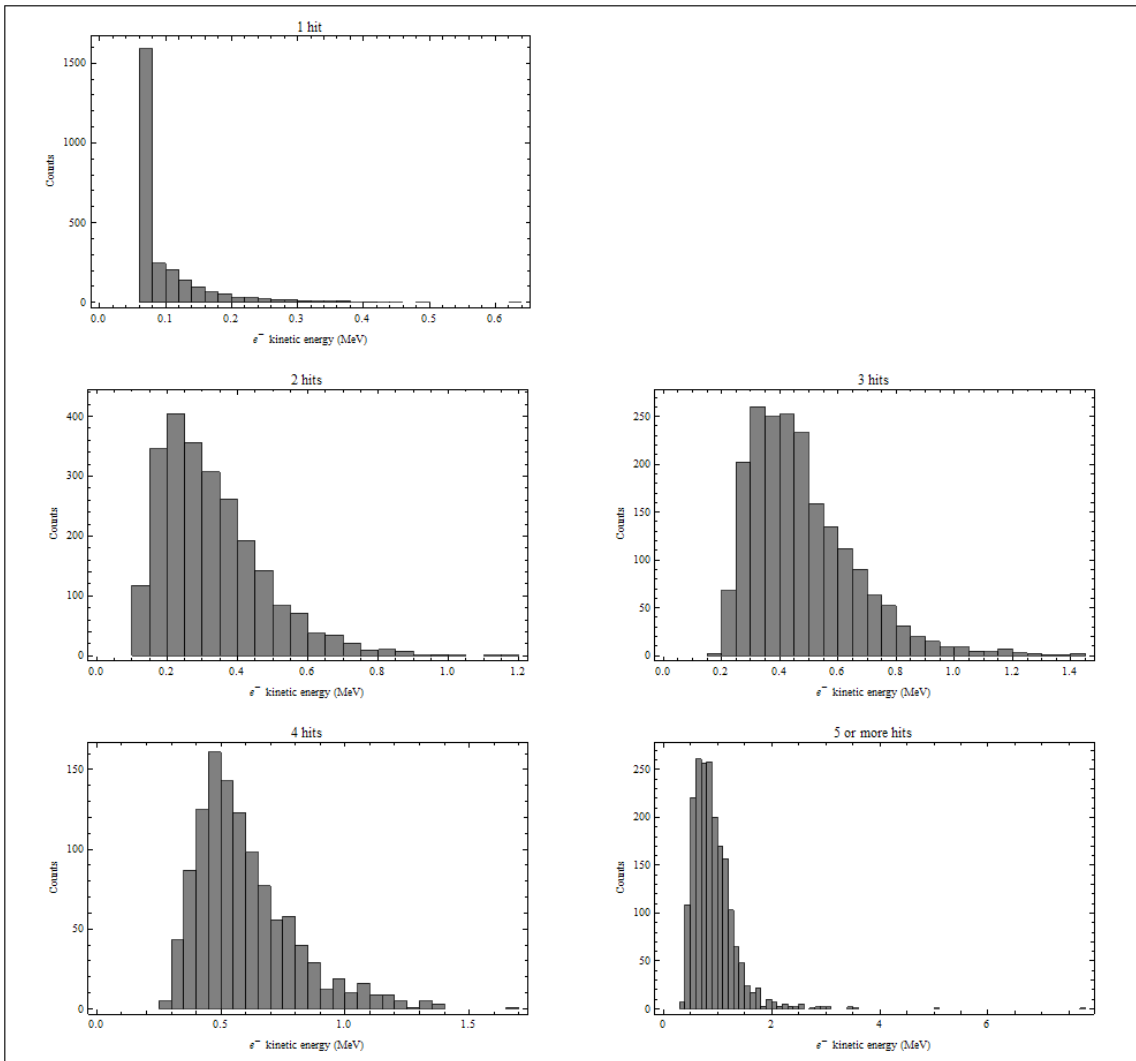 1 hit
1500
1000
500
0
Counts
0.0 0.1 0.2 0.3 0.4 0.5 0.6
e⁻ kinetic energy (MeV)
2 hits
400
300
200
100
0
Counts
0.0 0.2 0.4 0.6 0.8 1.0 1.2
e⁻ kinetic energy (MeV)
3 hits
250
200
150
100
50
0
Counts
0.0 0.2 0.4 0.6 0.8 1.0 1.2 1.4
e⁻ kinetic energy (MeV)
4 hits
150
100
50
0
Counts
0.0 0.5 1.0 1.5
e⁻ kinetic energy (MeV)
5 or more hits
250
200
150
100
50
0
Counts
0 2 4 6
e⁻ kinetic energy (MeV)